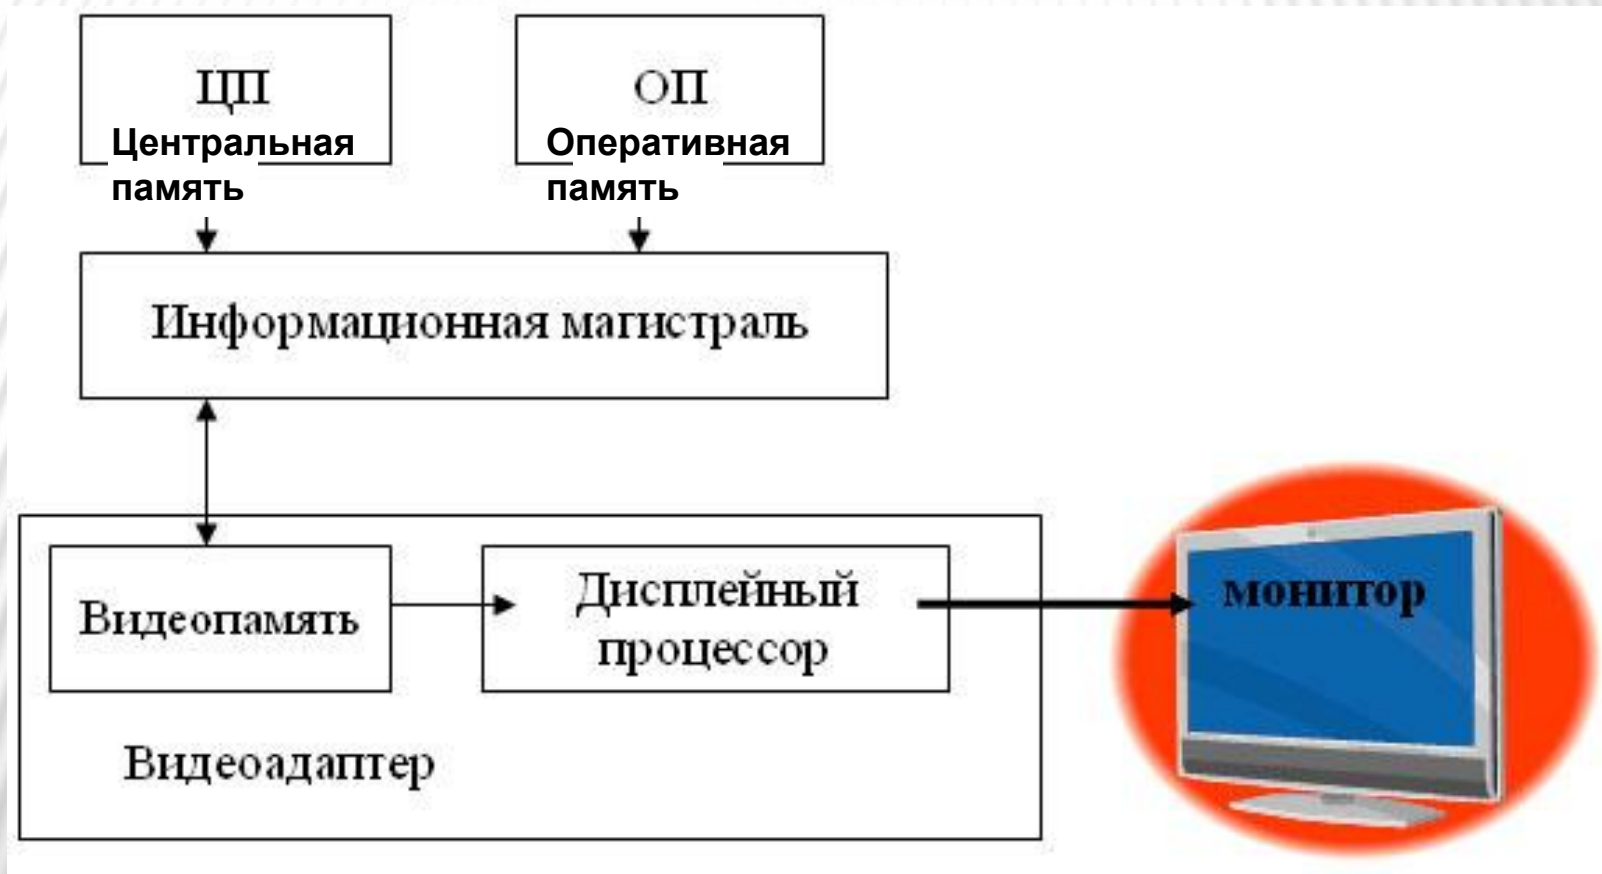 ЦП
Центральная
память
ОП
Оперативная
память
Информационная магистраль
Видеопамять
Дисплейный
процессор
монитор
Видеоадаптер